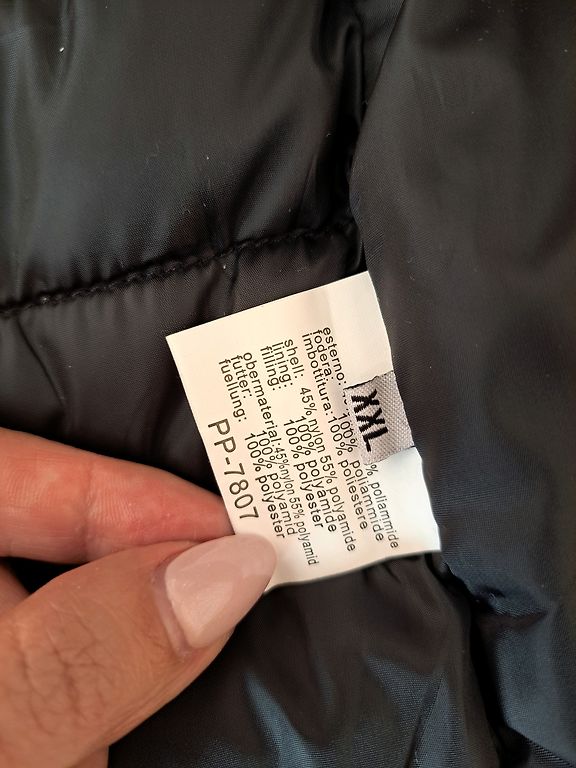 XXL
esterno: 100% poliammide
fodera: 100% poliammide
imbottitura: 100% poliestere
shell: 45% nylon 55% polyamide
lining: 100% polyamide
filling: 100% polyester
obermaterial: 45%nylon 55% polyamid
futter: 100% polyamid
fuellung: 100% polyester
PP-7807